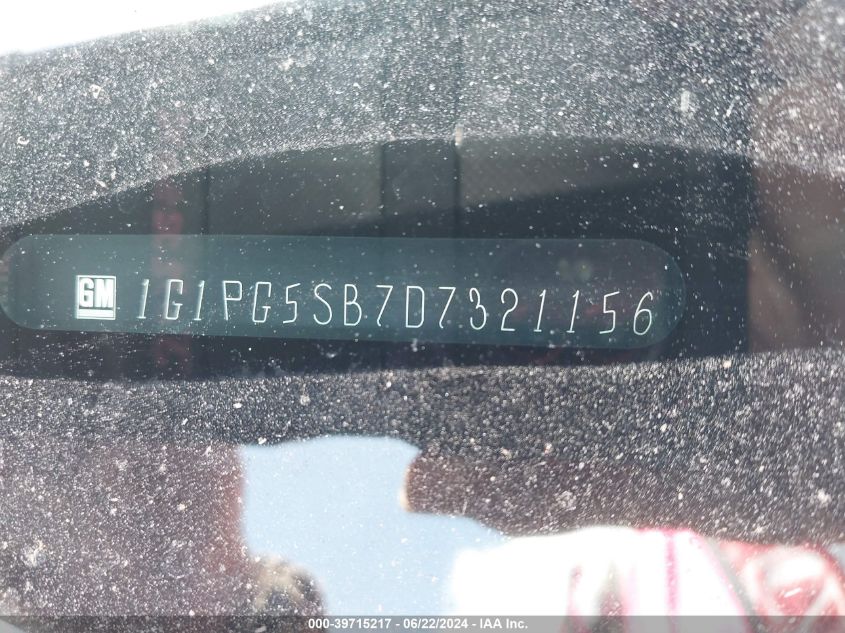 GM 1G1PG5SB7D7321156
000-39715217 - 06/22/2024 - IAA Inc.